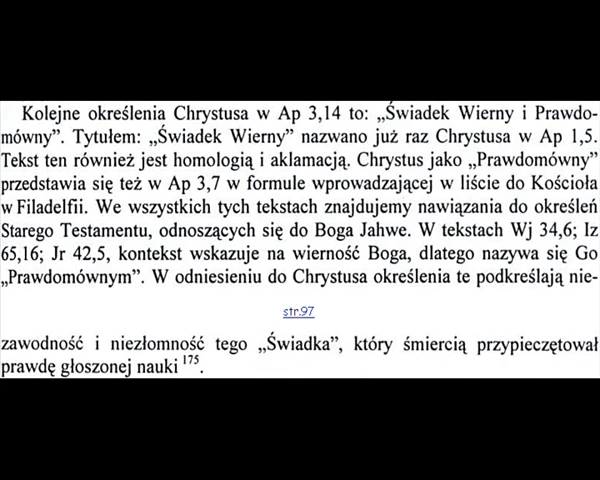 Kolejne określenia Chrystusa w Ap 3,14 to: „Świadek Wierny i Prawdo-
mówny”. Tytułem: „Świadek Wierny” nazwano już raz Chrystusa w Ap 1,5.
Tekst ten również jest homologią i aklamacją. Chrystus jako „Prawdomówny”
przedstawia się też w Ap 3,7 w formule wprowadzającej w liście do Kościoła
w Filadelfii. We wszystkich tych tekstach znajdujemy nawiązania do określeń
Starego Testamentu, odnoszących się do Boga Jahwe. W tekstach Wj 34,6; Iz
65,16; Jr 42,5, kontekst wskazuje na wierność Boga, dlatego nazywa się Go
„Prawdomównym”. W odniesieniu do Chrystusa określenia te podkreślają nie-
str.97
zawodność i niezłomność tego „Świadka”, który śmiercią przypieczętował
prawdę głoszonej nauki 175.